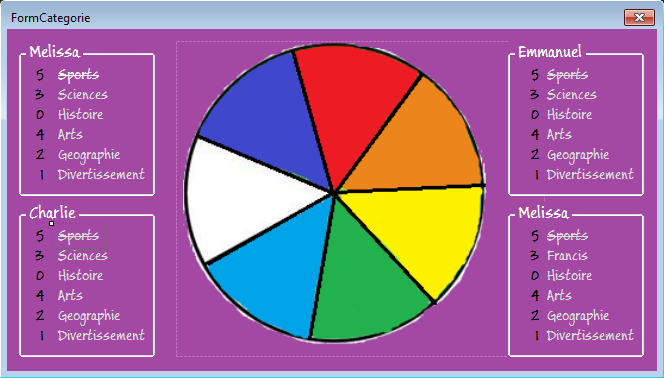 FormCategorie
Melissa
5 Sports
3 Sciences
0 Histoire
4 Arts
2 Geographie
1 Divertissement
Emmanuel
5 Sports
3 Sciences
0 Histoire
4 Arts
2 Geographie
1 Divertissement
Charlie
5 Sports
3 Sciences
0 Histoire
4 Arts
2 Geographie
1 Divertissement
Melissa
5 Sports
3 Francis
0 Histoire
4 Arts
2 Geographie
1 Divertissement